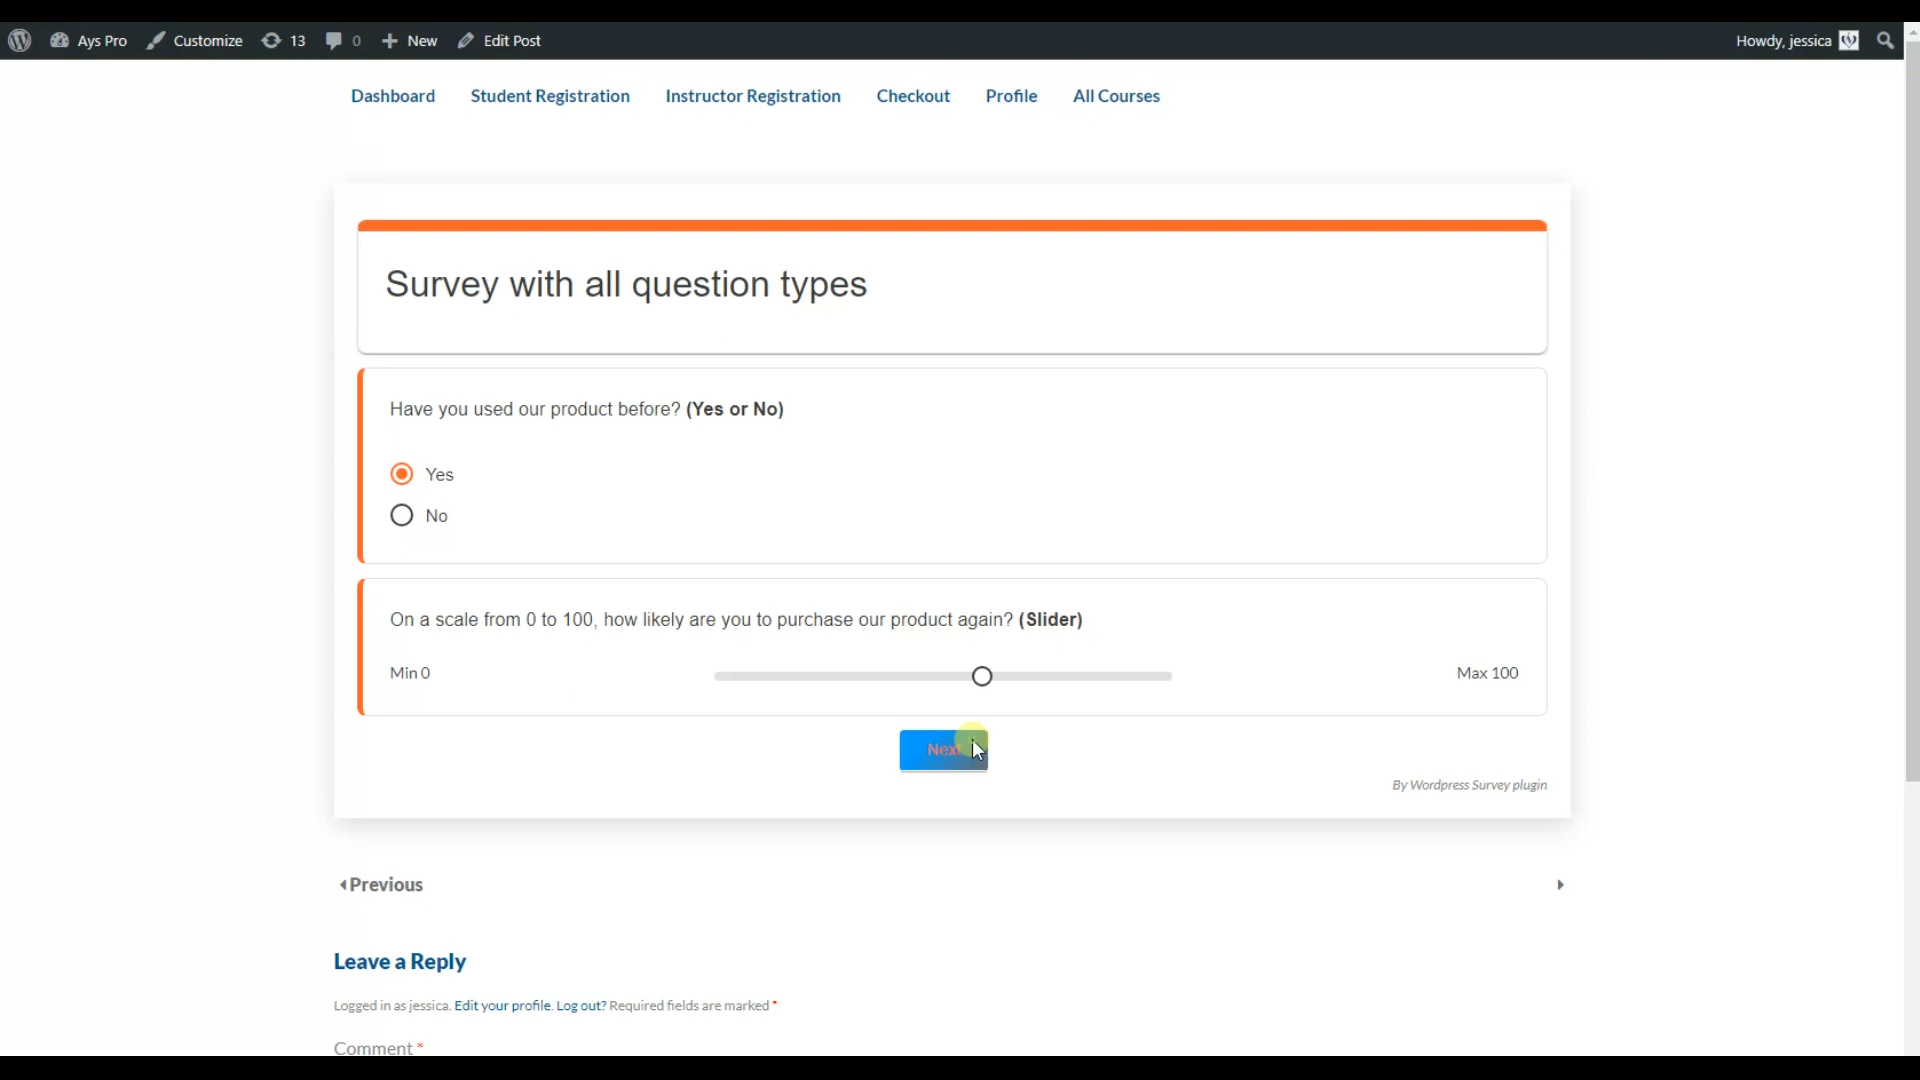 Ays Pro Customize 13 0 New Edit Post Howdy, jessica
Dashboard Student Registration Instructor Registration Checkout Profile All Courses
Survey with all question types
Have you used our product before? (Yes or No)
Yes
No
On a scale from 0 to 100, how likely are you to purchase our product again? (Slider)
Min 0 Max 100
Next
By Wordpress Survey plugin
Previous
Leave a Reply
Logged in as jessica. Edit your profile. Log out? Required fields are marked *
Comment *